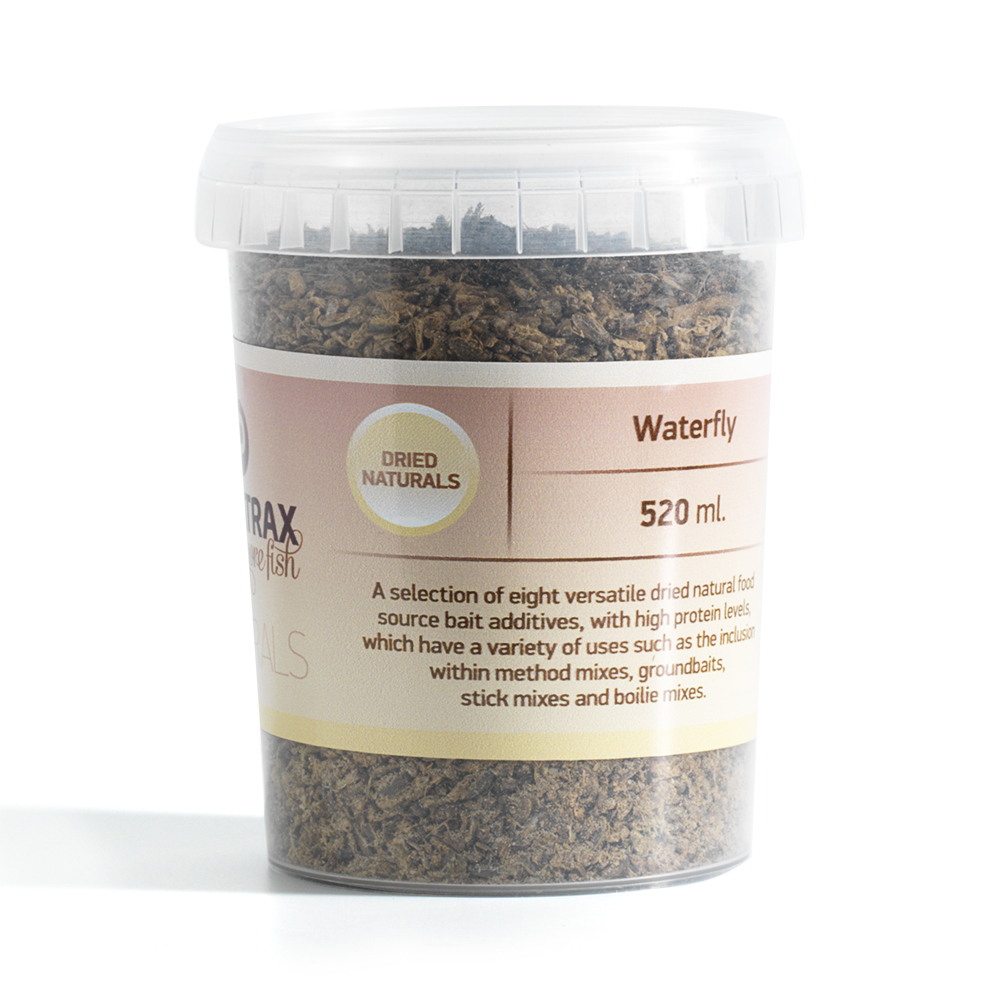 DRIED
NATURALS
Waterfly
520 ml.
TRAX
fish
ALS
A selection of eight versatile dried natural food
source bait additives, with high protein levels,
which have a variety of uses such as the inclusion
within method mixes, groundbaits,
stick mixes and boilie mixes.